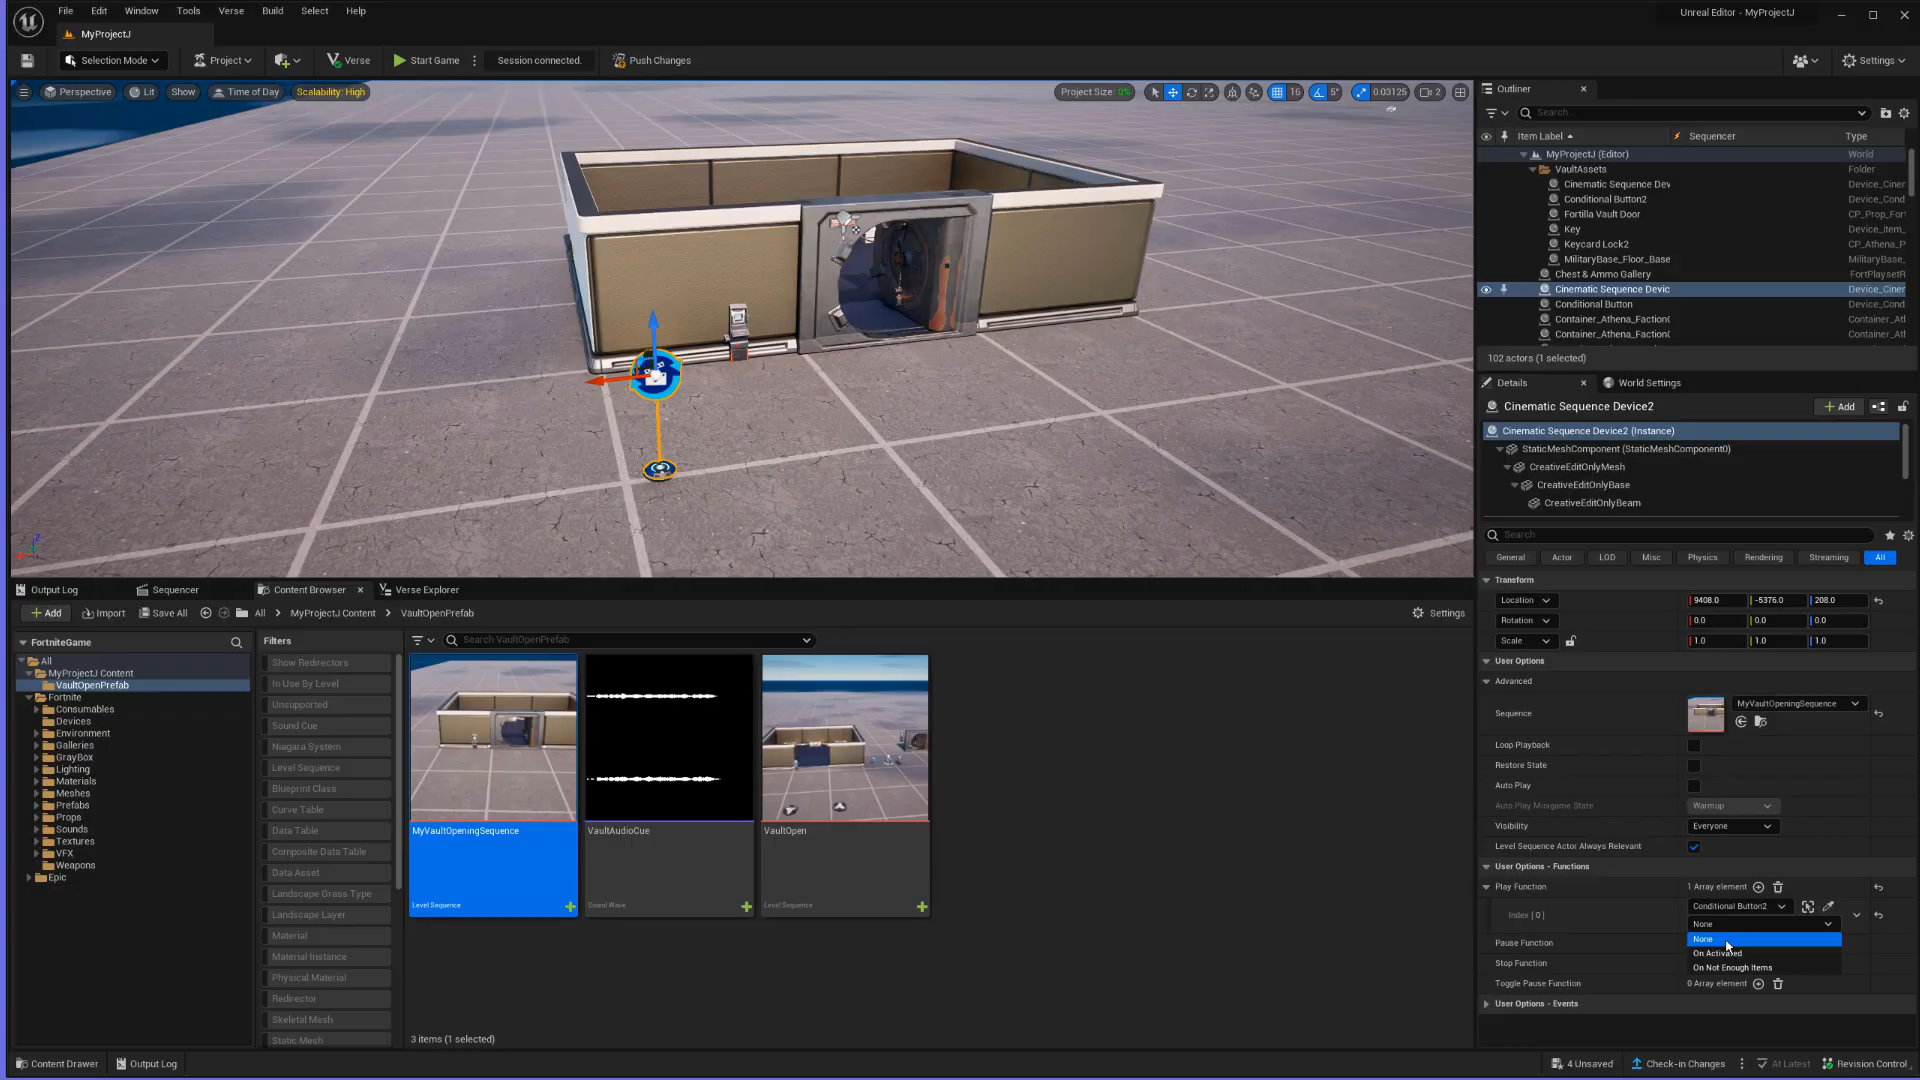 File Edit Window Tools Verse Build Select Help
Unreal Editor - MyProjectJ
MyProjectJ
Selection Mode
Project
Verse
Start Game
Session connected.
Push Changes
Settings
Perspective
Lit
Show
Time of Day
Scalability: High
Project Size: 0%
16
5°
0.03125
2
Outliner
Search...
Item Label
Sequencer
Type
MyProjectJ (Editor) World
VaultAssets Folder
Cinematic Sequence Dev Device_Ciner
Conditional Button2 Device_Cond
Fortilla Vault Door CP_Prop_For
Key Device_item_
Keycard Lock2 CP_Athena_P
MilitaryBase_Floor_Base MilitaryBase_
Chest & Ammo Gallery FortPlaysetR
Cinematic Sequence Devic Device_Ciner
Conditional Button Device_Cond
Container_Athena_Faction( Container_Atl
Container_Athena_Faction( Container_Atl
102 actors (1 selected)
Details
World Settings
Cinematic Sequence Device2
Add
Cinematic Sequence Device2 (Instance)
StaticMeshComponent (StaticMeshComponent0)
CreativeEditOnlyMesh
CreativeEditOnlyBase
CreativeEditOnlyBeam
Search
General Actor LOD Misc Physics Rendering Streaming All
Transform
Location 9408.0 -5376.0 208.0
Rotation 0.0 0.0 0.0
Scale 1.0 1.0 1.0
User Options
Advanced
Sequence
MyVaultOpeningSequence
Loop Playback
Restore State
Auto Play
Auto Play Minigame State Warmup
Visibility Everyone
Level Sequence Actor Always Relevant
User Options - Functions
Play Function 1 Array element
Index [ 0 ] Conditional Button2
None
None
On Activated
On Not Enough Items
Pause Function
Stop Function
Toggle Pause Function 0 Array element
User Options - Events
Output Log
Sequencer
Content Browser
Verse Explorer
Add
Import
Save All
All
MyProjectJ Content
VaultOpenPrefab
Settings
FortniteGame
All
MyProjectJ Content
VaultOpenPrefab
Fortnite
Consumables
Devices
Environment
Galleries
GrayBox
Lighting
Materials
Meshes
Prefabs
Props
Sounds
Textures
VFX
Weapons
Epic
Filters
Show Redirectors
In Use By Level
Unsupported
Sound Cue
Niagara System
Level Sequence
Blueprint Class
Curve Table
Data Table
Composite Data Table
Data Asset
Landscape Grass Type
Landscape Layer
Material
Material Instance
Physical Material
Redirector
Skeletal Mesh
Static Mesh
Search VaultOpenPrefab
MyVaultOpeningSequence
Level Sequence
VaultAudioCue
Sound Wave
VaultOpen
Level Sequence
3 items (1 selected)
Content Drawer
Output Log
4 Unsaved
Check-in Changes
At Latest
Revision Control